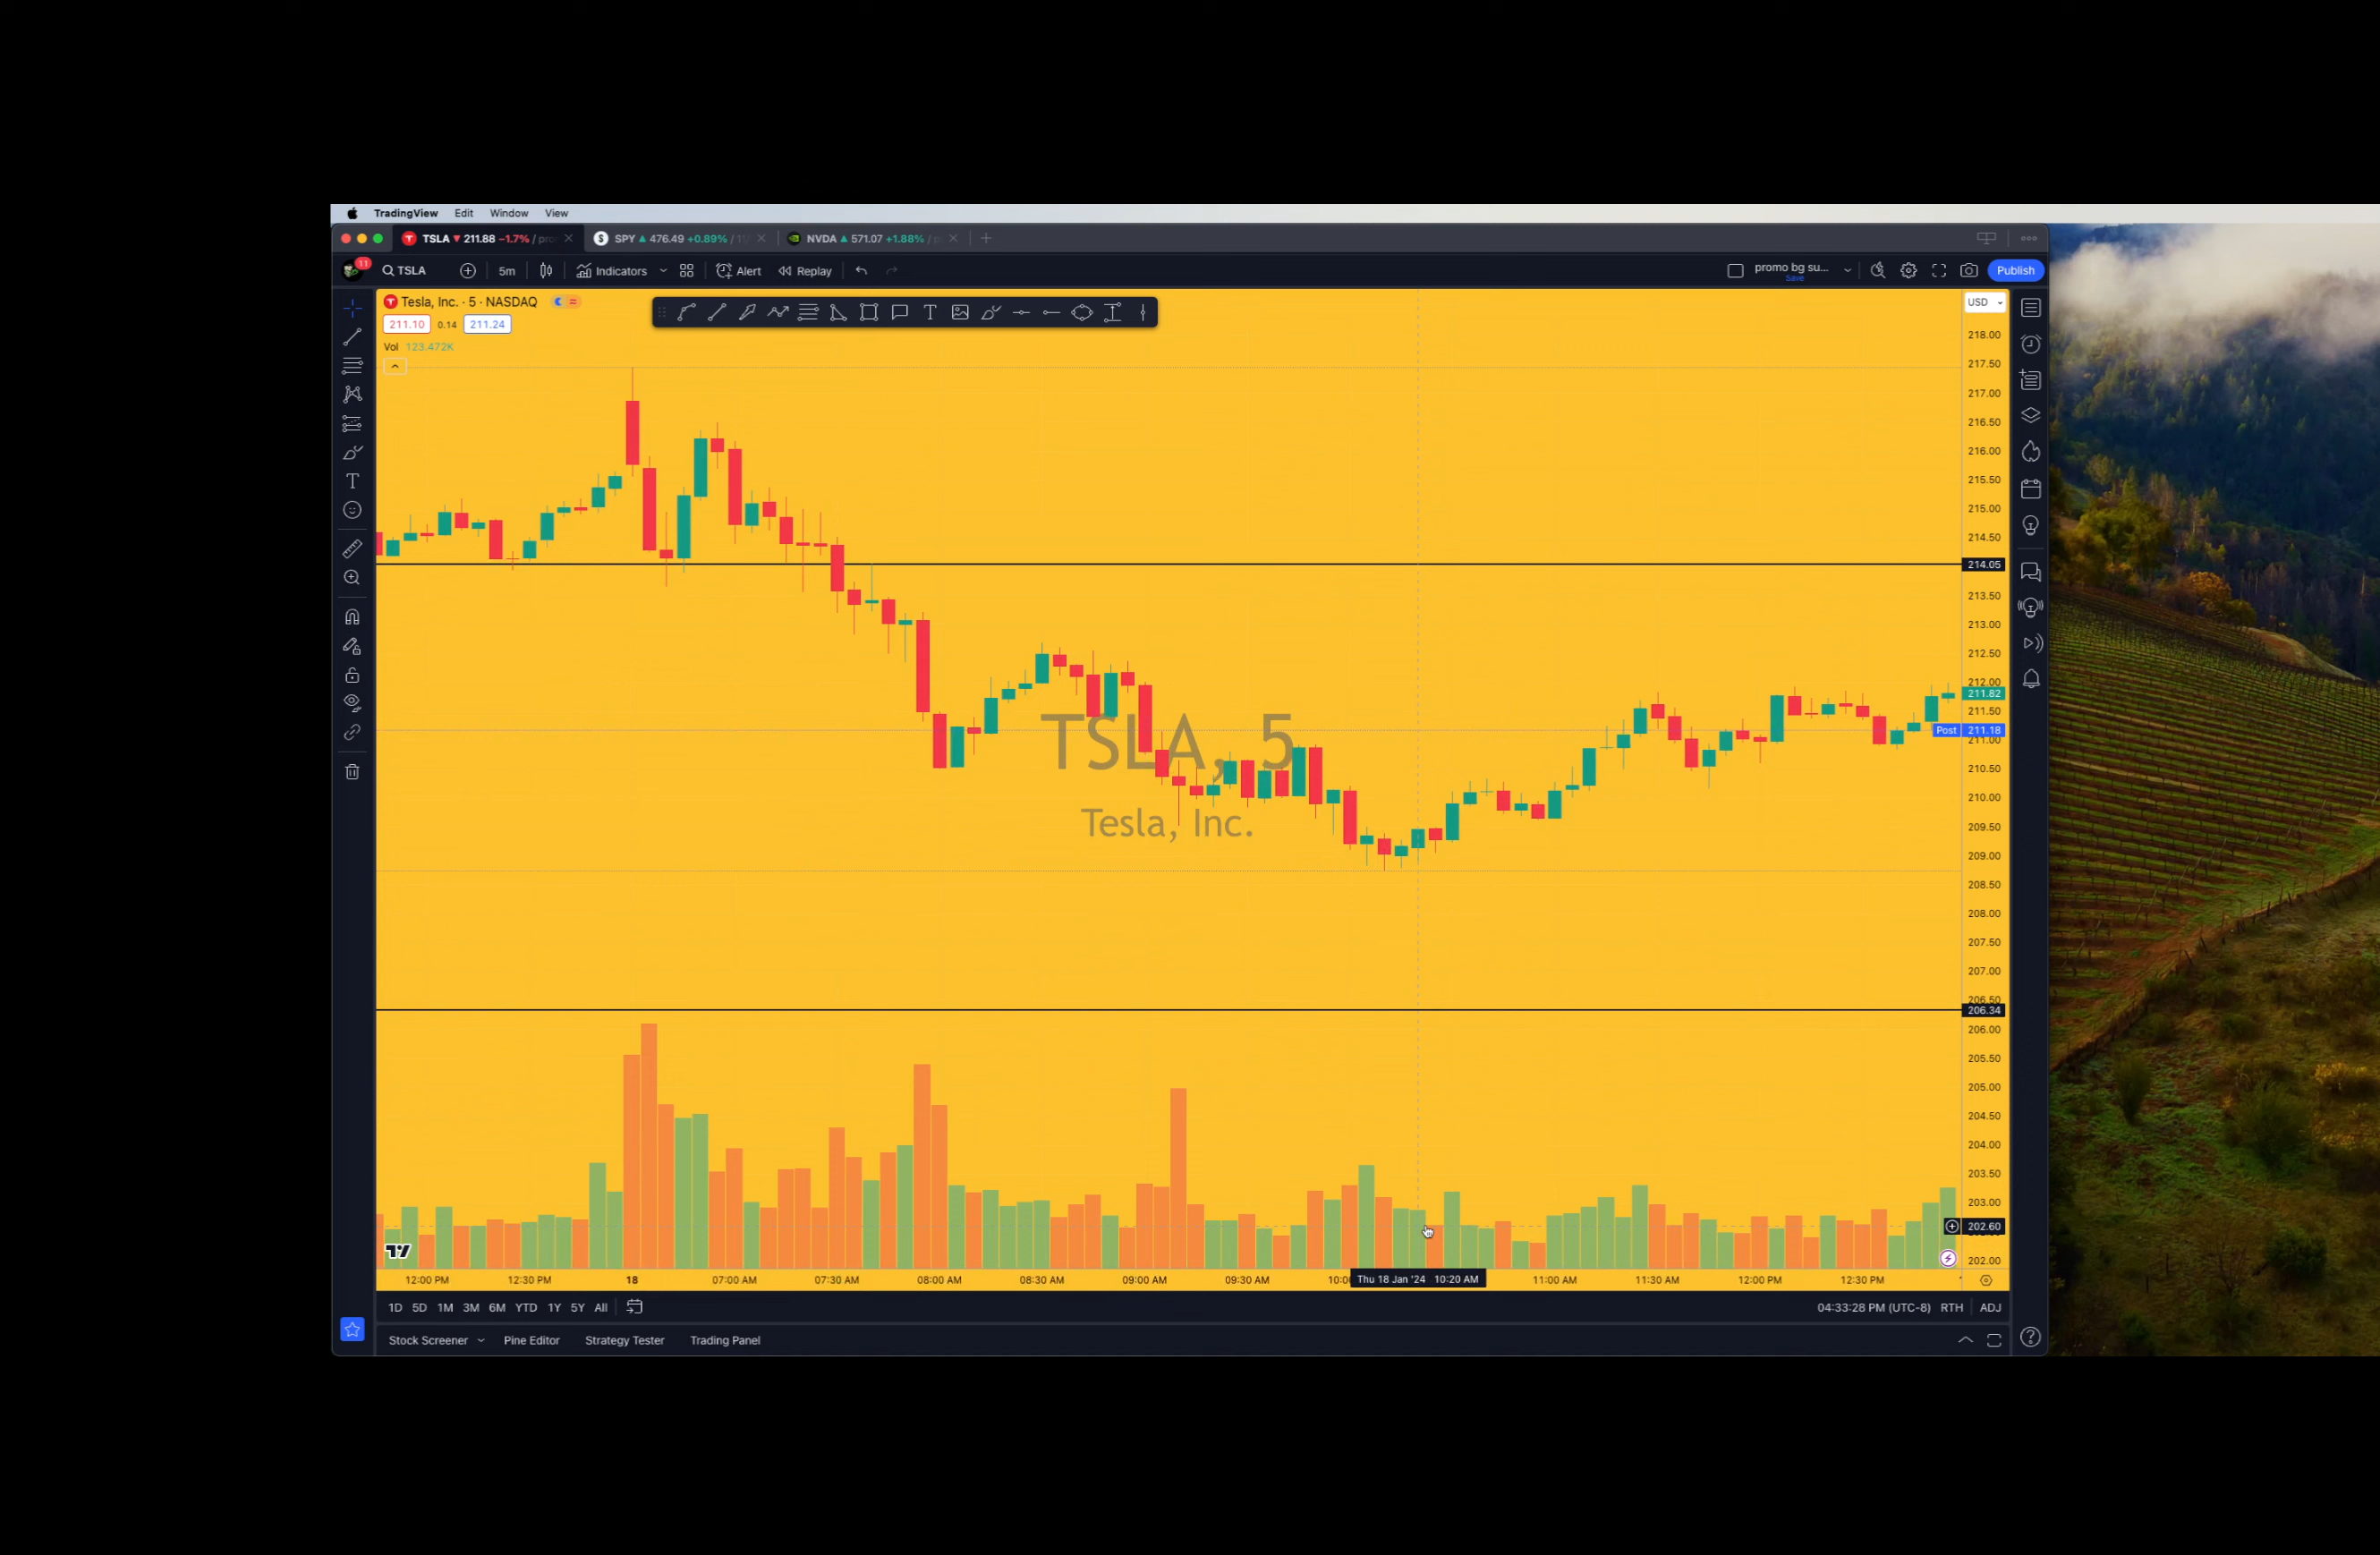 TradingView Edit Window View
TSLA ▼ 211.88 −1.7% / pro SPY ▲ 476.49 +0.89% / NVDA ▲ 571.07 +1.88% /
11 TSLA 5m Indicators Alert Replay promo bg su... Publish
Save
Tesla, Inc. · 5 · NASDAQ USD
211.10 0.14 211.24
Vol 123.472K
218.00
217.50
217.00
216.50
216.00
215.50
215.00
214.50
214.05
213.50
213.00
212.50
212.00
211.82
211.50
Post 211.18
211.00
210.50
210.00
209.50
209.00
208.50
208.00
207.50
207.00
206.50
206.34
206.00
205.50
205.00
204.50
204.00
203.50
203.00
202.60
202.00
TSLA, 5
Tesla, Inc.
12:00 PM 12:30 PM 18 07:00 AM 07:30 AM 08:00 AM 08:30 AM 09:00 AM 09:30 AM 10:0 Thu 18 Jan '24 10:20 AM 11:00 AM 11:30 AM 12:00 PM 12:30 PM
1D 5D 1M 3M 6M YTD 1Y 5Y All 04:33:28 PM (UTC-8) RTH ADJ
Stock Screener Pine Editor Strategy Tester Trading Panel